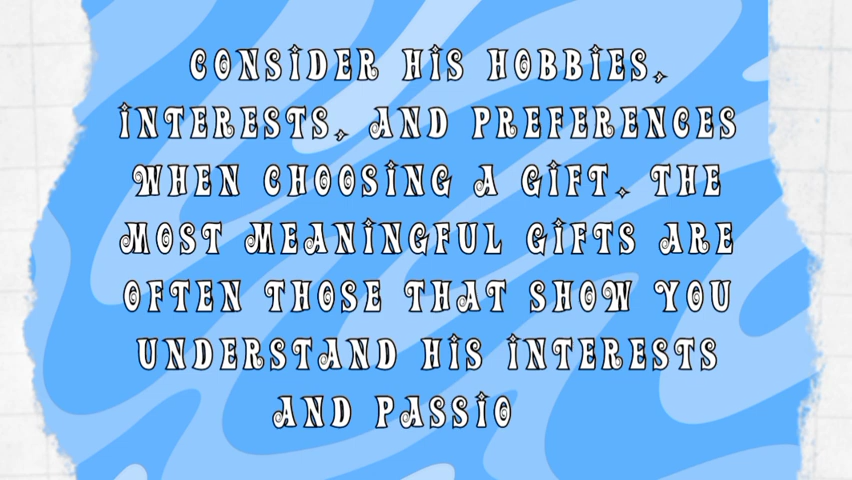 CONSIDER HIS HOBBIES,
INTERESTS, AND PREFERENCES
WHEN CHOOSING A GIFT. THE
MOST MEANINGFUL GIFTS ARE
OFTEN THOSE THAT SHOW YOU
UNDERSTAND HIS INTERESTS
AND PASSIO